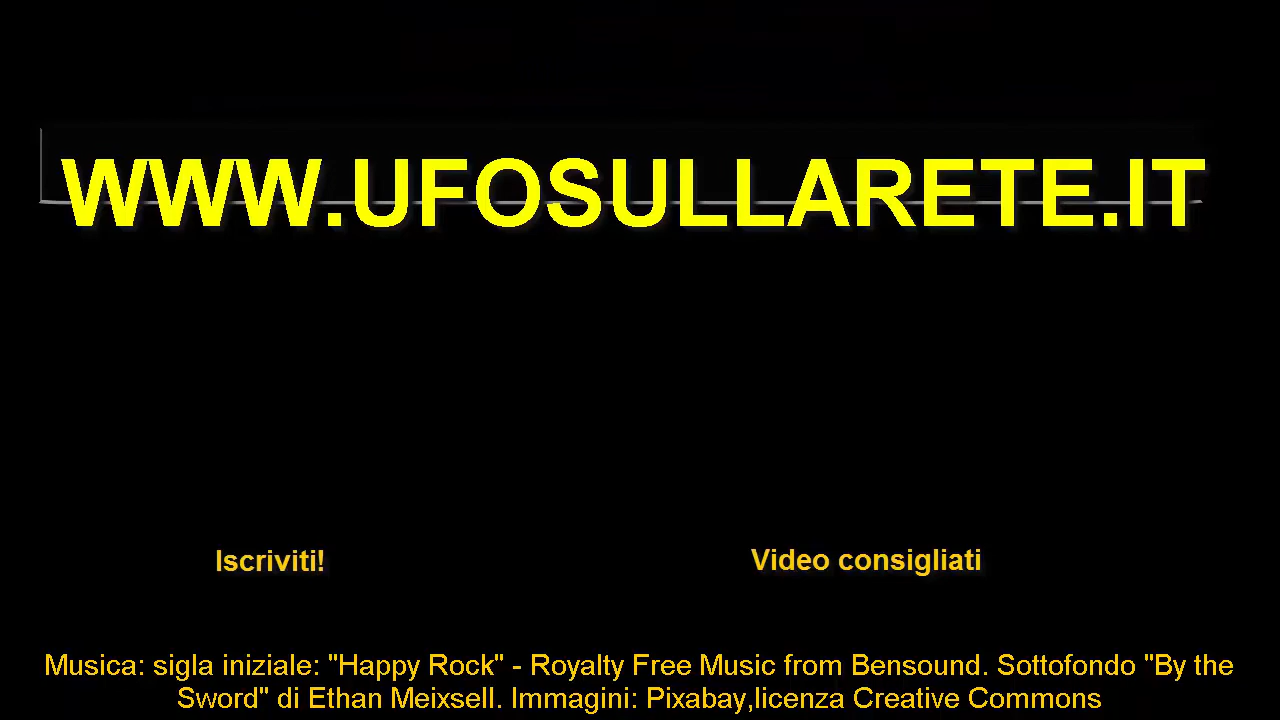 WWW.UFOSULLARETE.IT
Iscriviti!
Video consigliati
Musica: sigla iniziale: "Happy Rock" - Royalty Free Music from Bensound. Sottofondo "By the
Sword" di Ethan Meixsell. Immagini: Pixabay,licenza Creative Commons